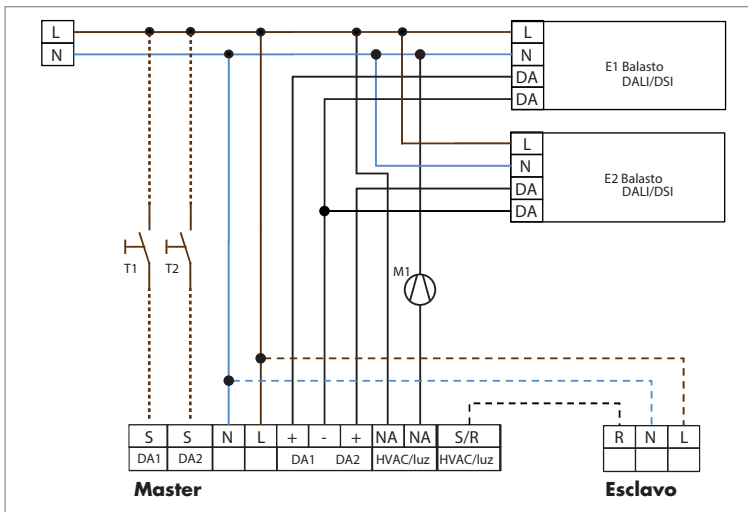 L
N
L
N
DA
DA
E1 Balasto
DALI/DSI
L
N
DA
DA
E2 Balasto
DALI/DSI
T1
T2
M1
S S N L + - + NA NA S/R
DA1 DA2 DA1 DA2 HVAC/luz HVAC/luz
R N L
Master
Esclavo